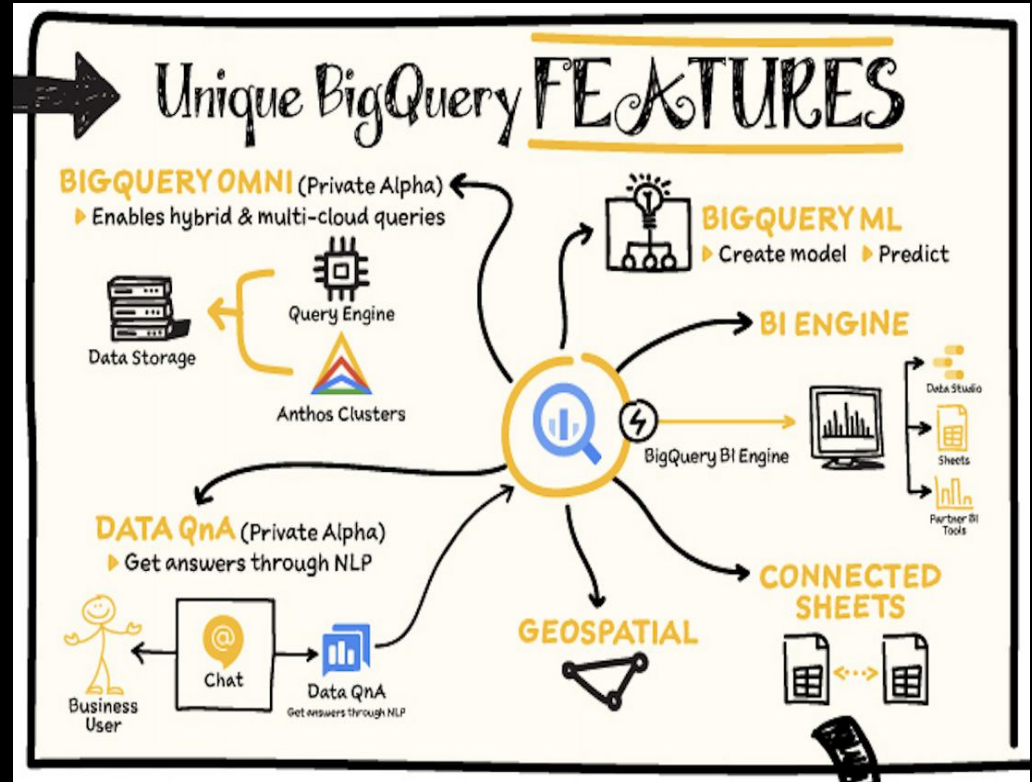 Unique BigQuery FEATURES
BIGQUERY OMNI (Private Alpha)
Enables hybrid & multi-cloud queries
Query Engine
Data Storage
Anthos Clusters
BIGQUERY ML
Create model Predict
BI ENGINE
BigQuery BI Engine
Data Studio
Sheets
Partner BI
Tools
DATA QnA (Private Alpha)
Get answers through NLP
Business
User
@
Chat
Data QnA
Get answers through NLP
GEOSPATIAL
CONNECTED
SHEETS